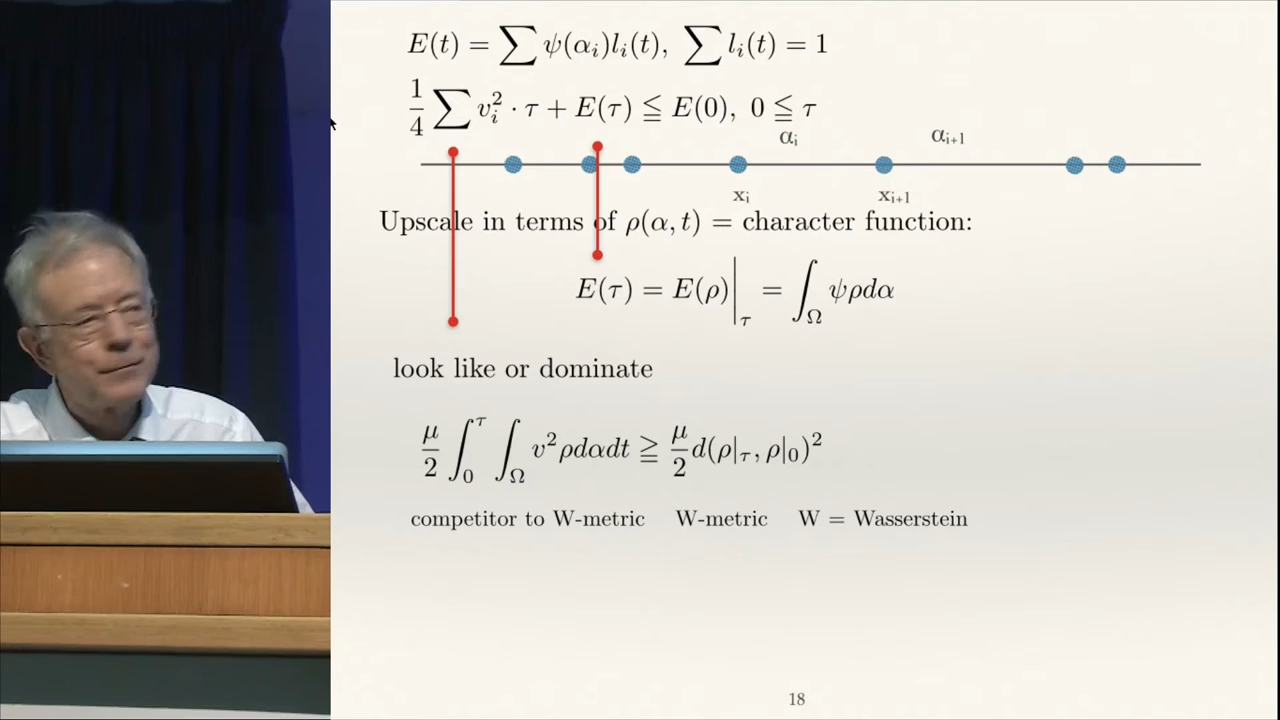 E(t) = ∑ ψ(αᵢ)lᵢ(t), ∑ lᵢ(t) = 1
1/4 ∑ vᵢ² · τ + E(τ) ≦ E(0), 0 ≦ τ
αᵢ αᵢ₊₁
xᵢ xᵢ₊₁
Upscale in terms of ρ(α, t) = character function:
E(τ) = E(ρ)|_τ = ∫_Ω ψρdα
look like or dominate
μ/2 ∫₀^τ ∫_Ω v²ρdαdt ≧ μ/2 d(ρ|_τ, ρ|₀)²
competitor to W-metric W-metric W = Wasserstein
18